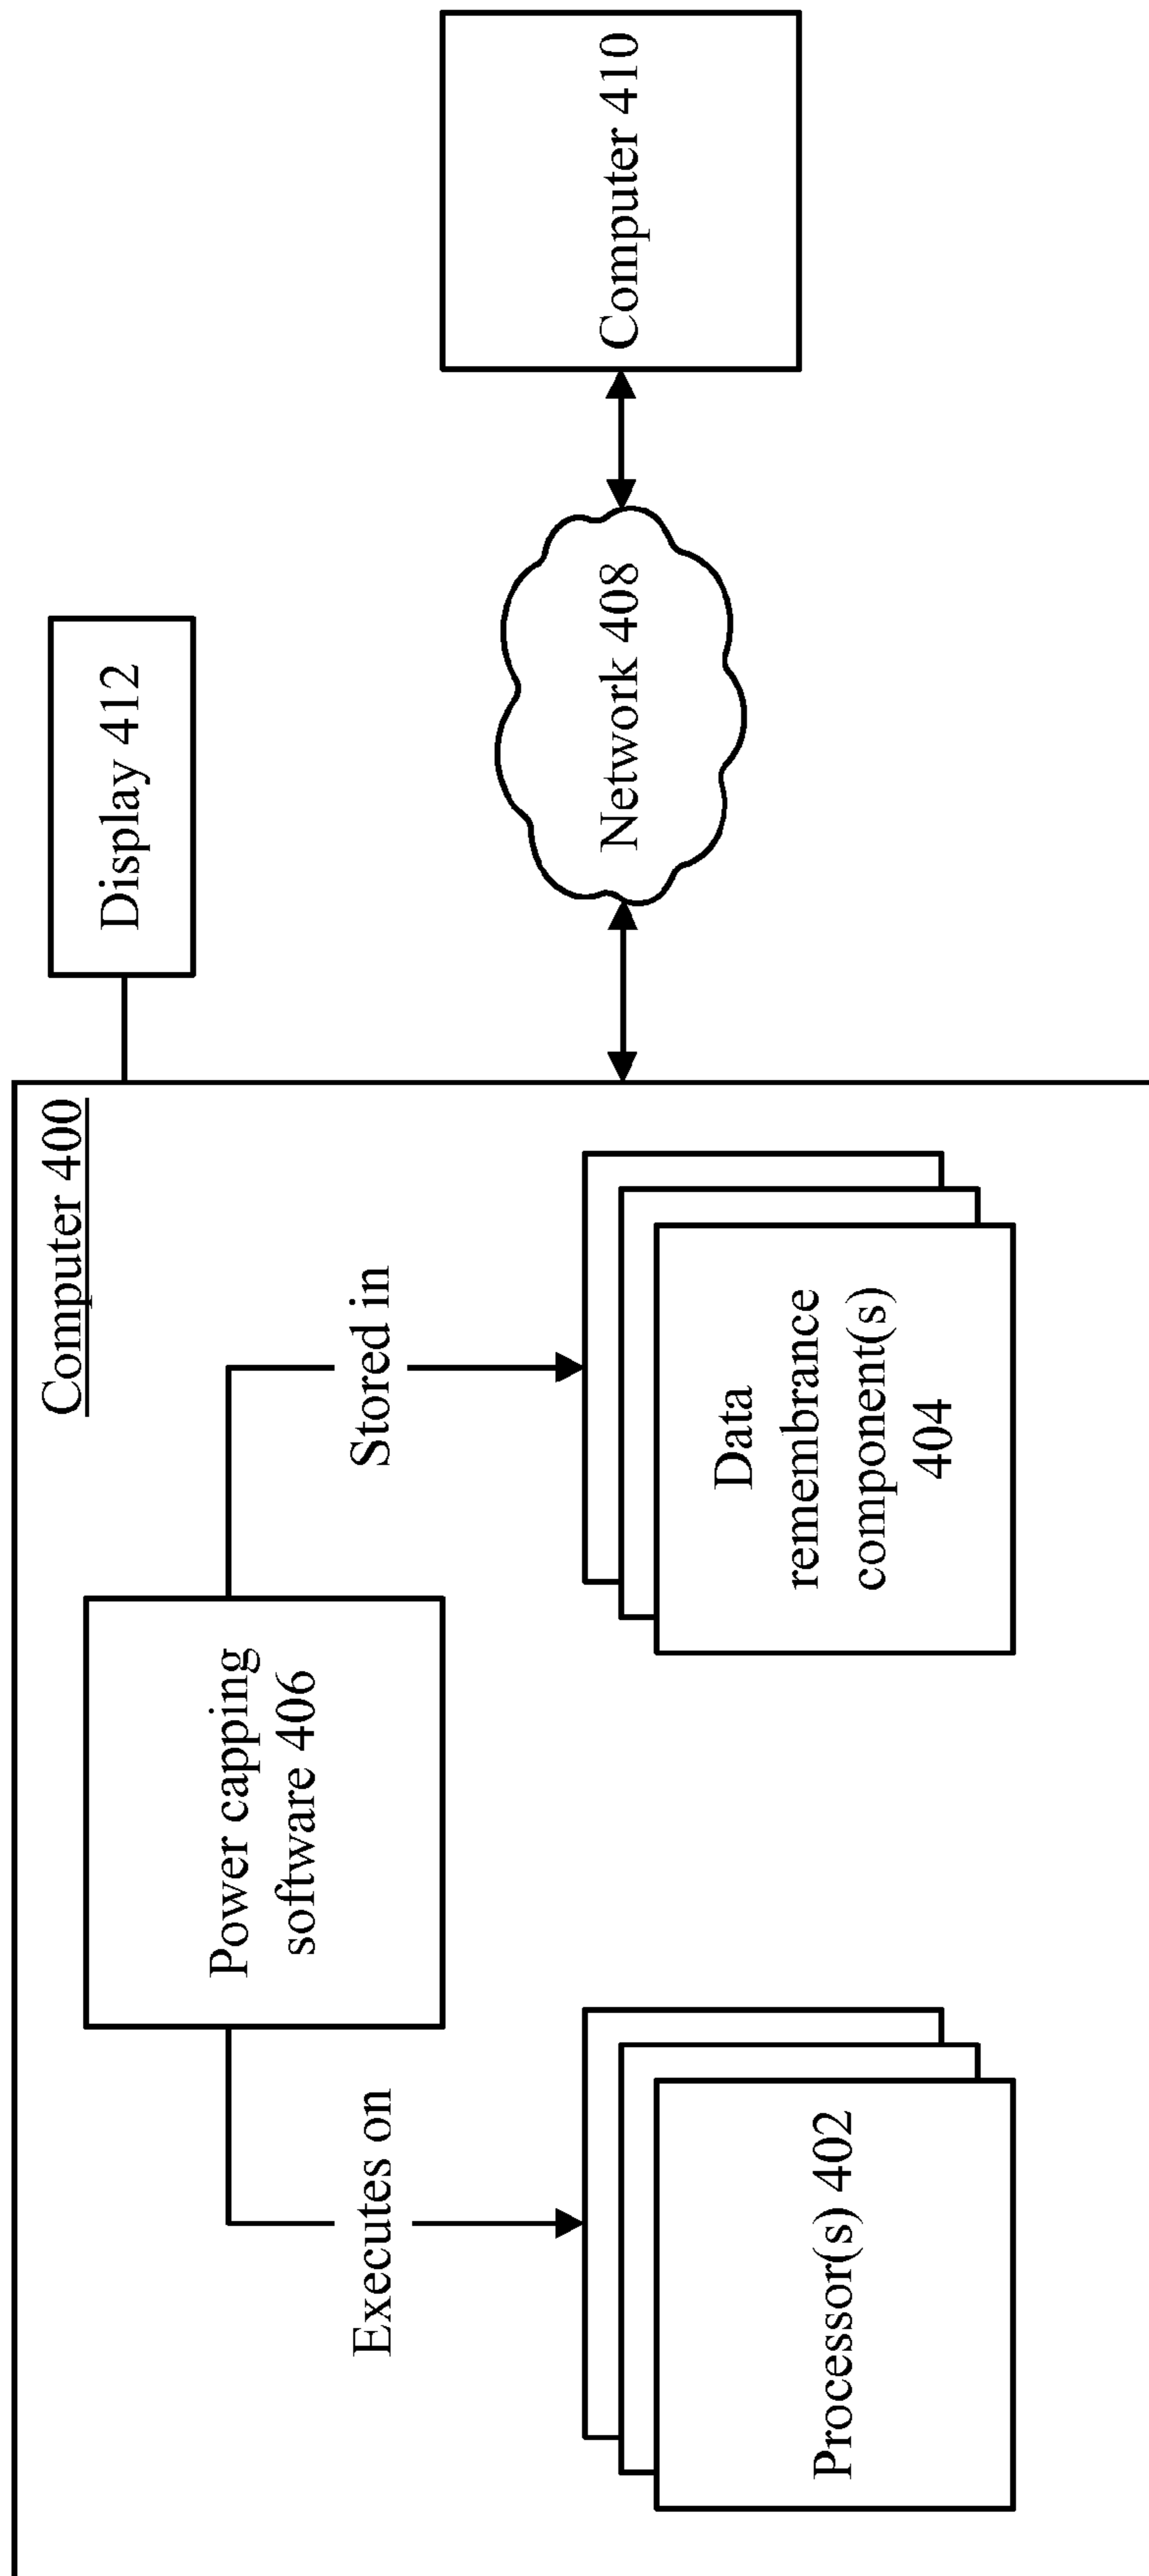 Computer 400
Power capping
software 406
Executes on
Stored in
Processor(s) 402
Data
remembrance
component(s)
404
Display 412
Network 408
Computer 410